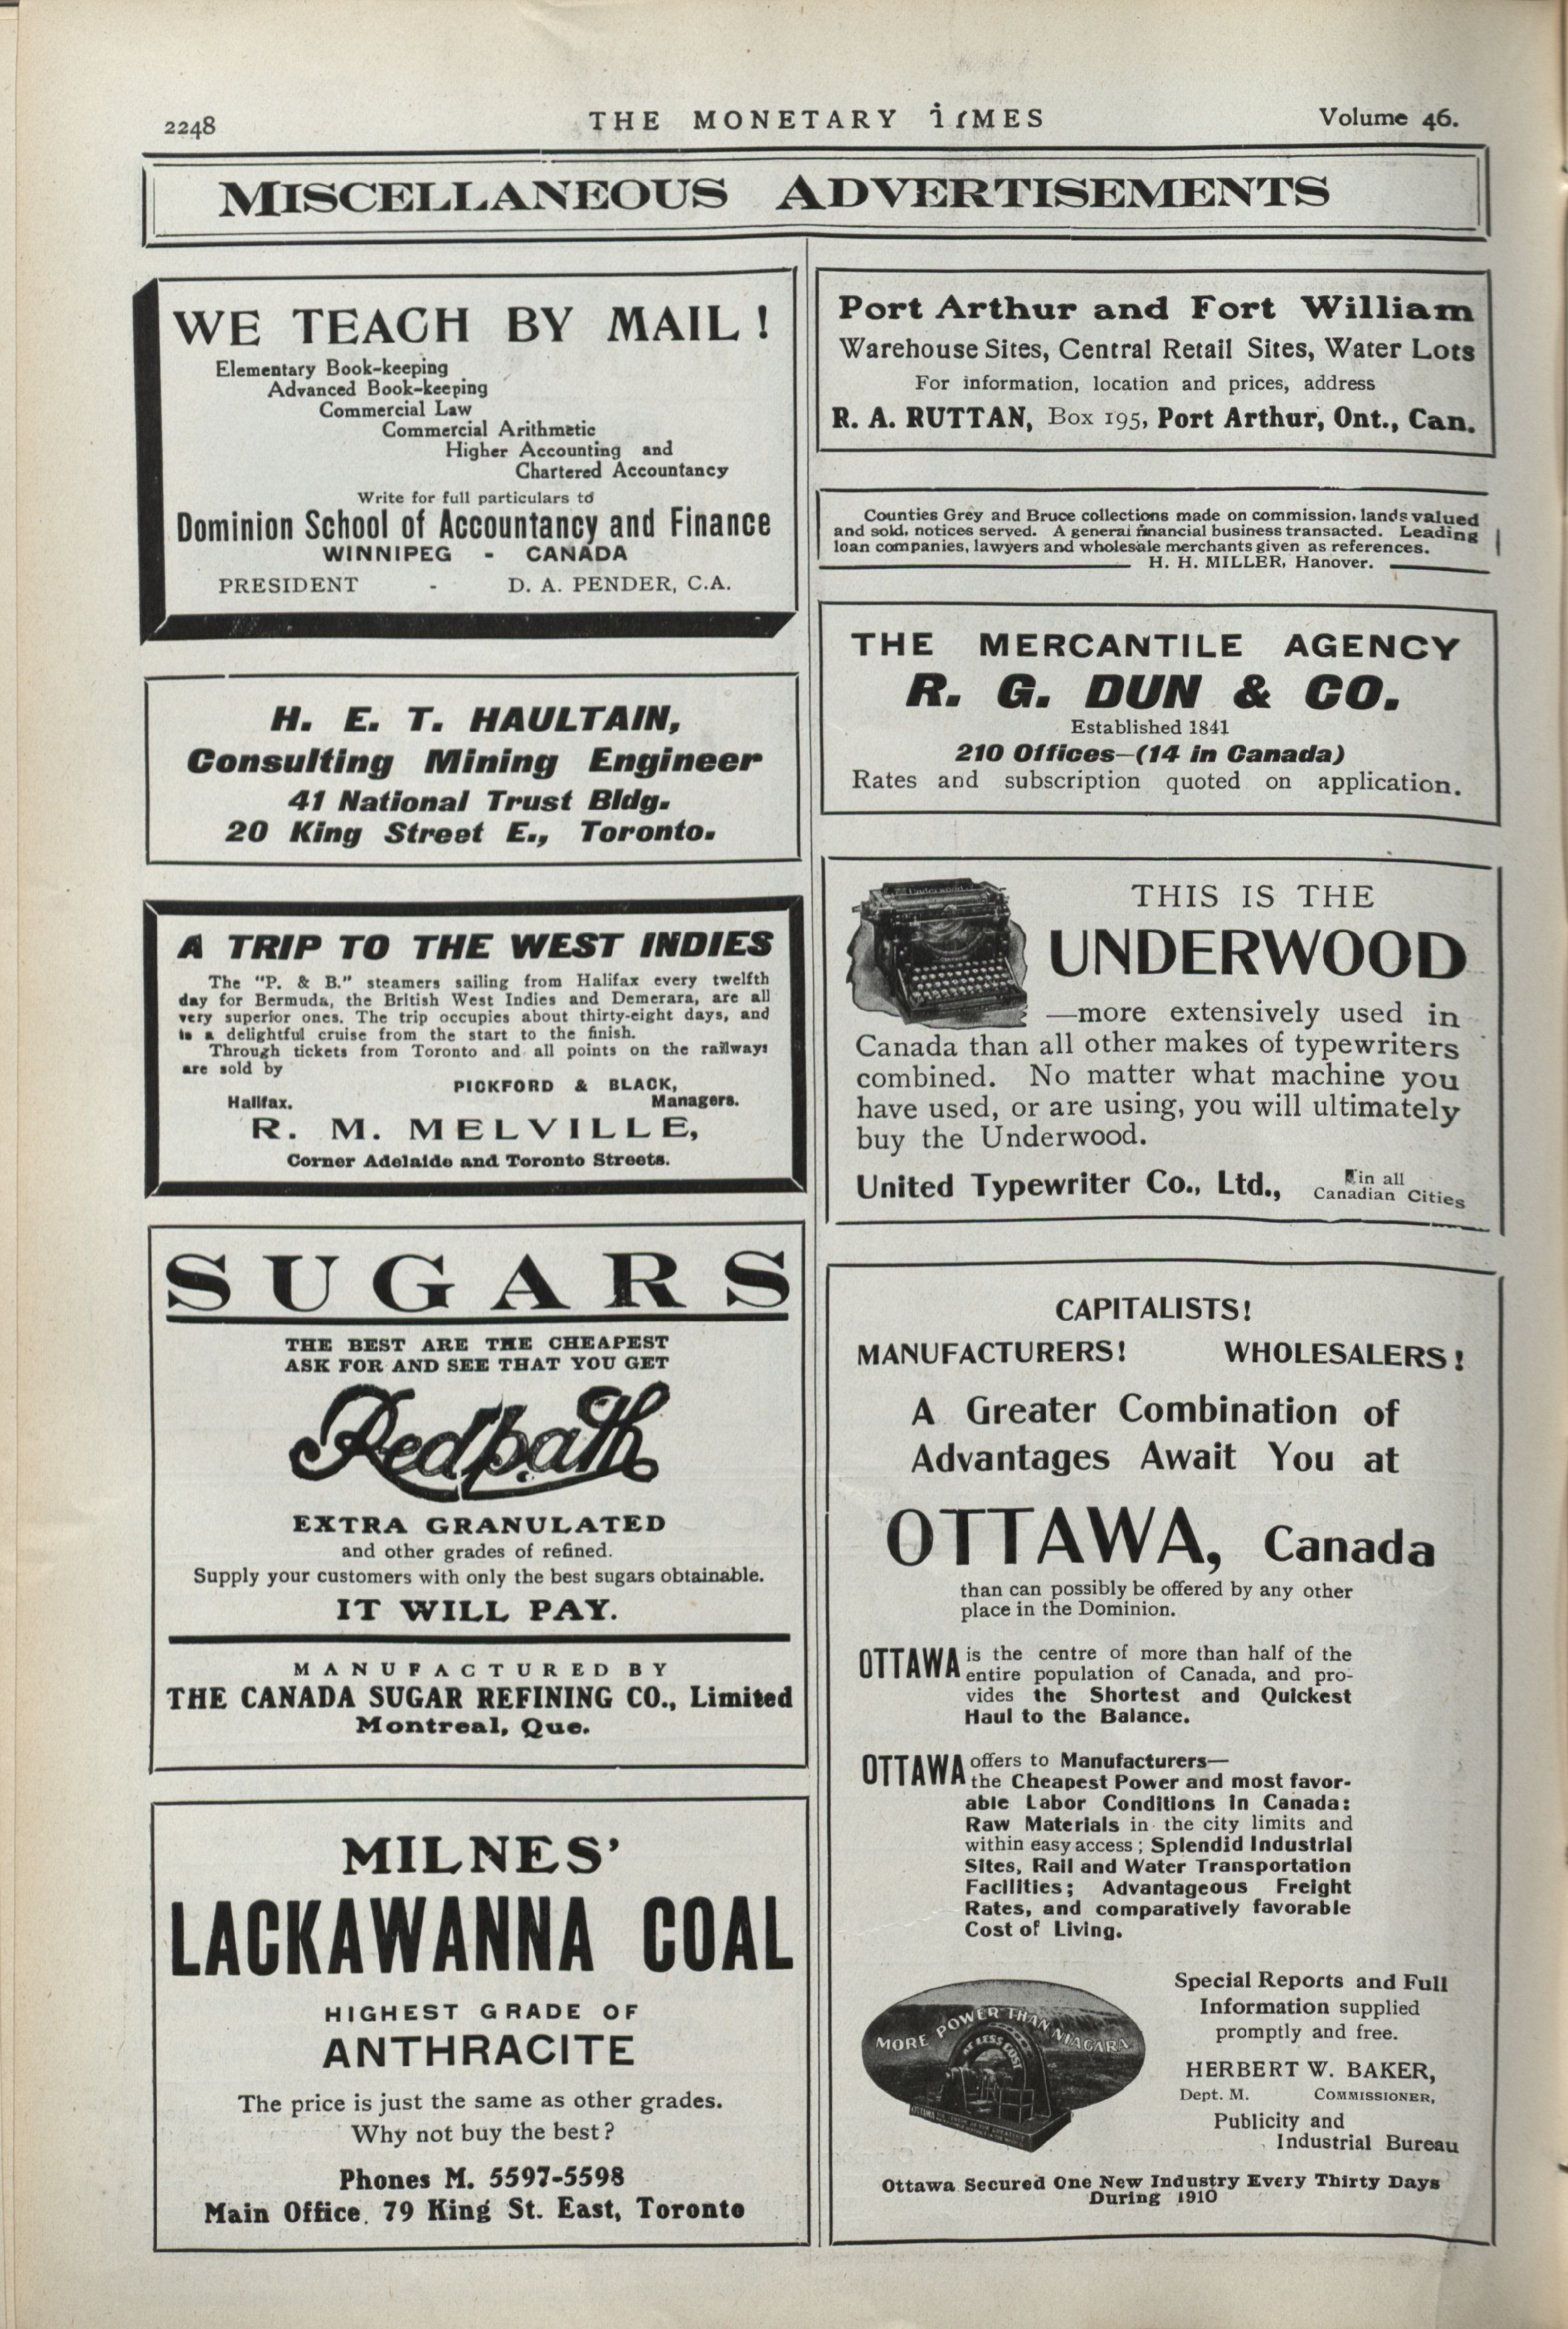 2248
THE MONETARY TIMES
Volume 46.
MISCELLANEOUS ADVERTISEMENTS
WE TEACH BY MAIL!
Elementary Book-keeping
Advanced Book-keeping
Commercial Law
Commercial Arithmetic
Higher Accounting and
Chartered Accountancy
Write for full particulars to
Dominion School of Accountancy and Finance
WINNIPEG - CANADA
PRESIDENT - D. A. PENDER, C.A.
H. E. T. HAULTAIN,
Consulting Mining Engineer
41 National Trust Bldg.
20 King Street E., Toronto.
A TRIP TO THE WEST INDIES
The "P. & B." steamers sailing from Halifax every twelfth
day for Bermuda, the British West Indies and Demerara, are all
very superior ones. The trip occupies about thirty-eight days, and
is a delightful cruise from the start to the finish.
Through tickets from Toronto and all points on the railways
are sold by
PICKFORD & BLACK,
Halifax. Managers.
R. M. MELVILLE,
Corner Adelaide and Toronto Streets.
SUGARS
THE BEST ARE THE CHEAPEST
ASK FOR AND SEE THAT YOU GET
Redpath
EXTRA GRANULATED
and other grades of refined.
Supply your customers with only the best sugars obtainable.
IT WILL PAY.
MANUFACTURED BY
THE CANADA SUGAR REFINING CO., Limited
Montreal, Que.
MILNES'
LACKAWANNA COAL
HIGHEST GRADE OF
ANTHRACITE
The price is just the same as other grades.
Why not buy the best?
Phones M. 5597-5598
Main Office. 79 King St. East, Toronto
Port Arthur and Fort William
Warehouse Sites, Central Retail Sites, Water Lots
For information, location and prices, address
R. A. RUTTAN, Box 195, Port Arthur, Ont., Can.
Counties Grey and Bruce collections made on commission, lands valued
and sold, notices served. A general financial business transacted. Leading
loan companies, lawyers and wholesale merchants given as references.
H. H. MILLER, Hanover.
THE MERCANTILE AGENCY
R. G. DUN & CO.
Established 1841
210 Offices—(14 in Canada)
Rates and subscription quoted on application.
Underwood
THIS IS THE
UNDERWOOD
—more extensively used in
Canada than all other makes of typewriters
combined. No matter what machine you
have used, or are using, you will ultimately
buy the Underwood.
United Typewriter Co., Ltd., in all
Canadian Cities
CAPITALISTS!
MANUFACTURERS! WHOLESALERS!
A Greater Combination of
Advantages Await You at
OTTAWA, Canada
than can possibly be offered by any other
place in the Dominion.
OTTAWA is the centre of more than half of the
entire population of Canada, and pro-
vides the Shortest and Quickest
Haul to the Balance.
OTTAWA offers to Manufacturers—
the Cheapest Power and most favor-
able Labor Conditions in Canada:
Raw Materials in the city limits and
within easy access; Splendid Industrial
Sites, Rail and Water Transportation
Facilities; Advantageous Freight
Rates, and comparatively favorable
Cost of Living.
MORE POWER THAN NIAGARA
AT LESS COST
Special Reports and Full
Information supplied
promptly and free.
HERBERT W. BAKER,
Dept. M. COMMISSIONER,
Publicity and
Industrial Bureau
Ottawa Secured One New Industry Every Thirty Days
During 1910